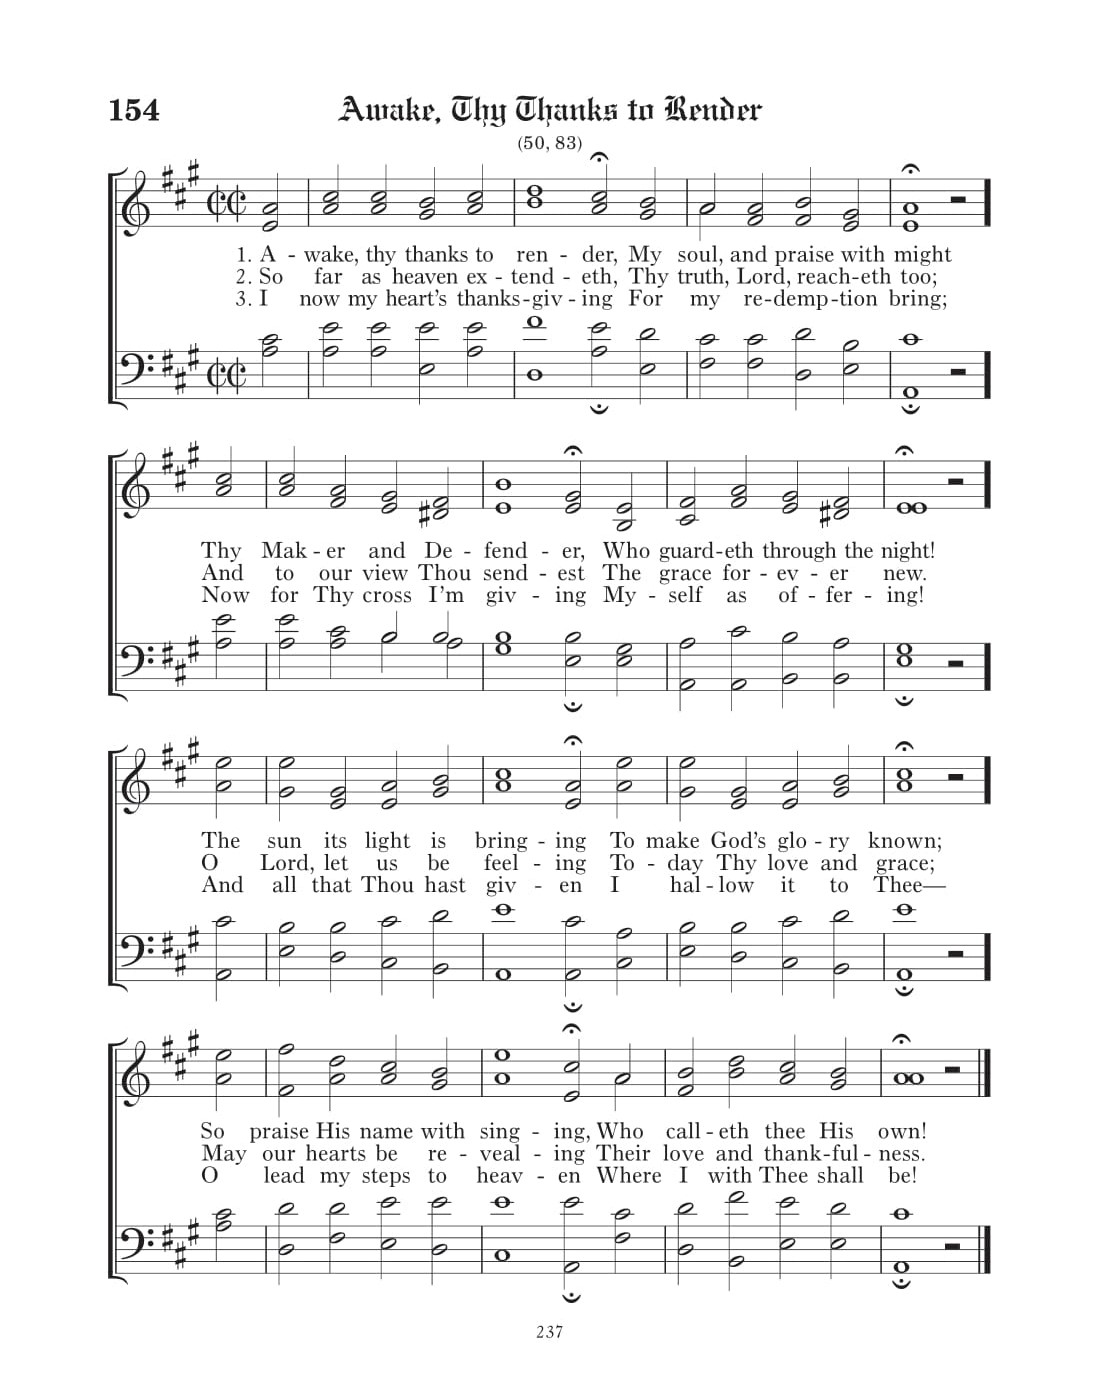 154 Awake, Thy Thanks to Render
(50, 83)
1. A - wake, thy thanks to ren - der, My soul, and praise with might
2. So far as heaven ex - tend - eth, Thy truth, Lord, reach-eth too;
3. I now my heart's thanks-giv - ing For my re-demp-tion bring;
Thy Mak - er and De - fend - er, Who guard-eth through the night!
And to our view Thou send - est The grace for - ev - er new.
Now for Thy cross I'm giv - ing My - self as of - fer - ing!
The sun its light is bring - ing To make God's glo - ry known;
O Lord, let us be feel - ing To - day Thy love and grace;
And all that Thou hast giv - en I hal - low it to Thee—
So praise His name with sing - ing, Who call - eth thee His own!
May our hearts be re - veal - ing Their love and thank-ful - ness.
O lead my steps to heav - en Where I with Thee shall be!
237